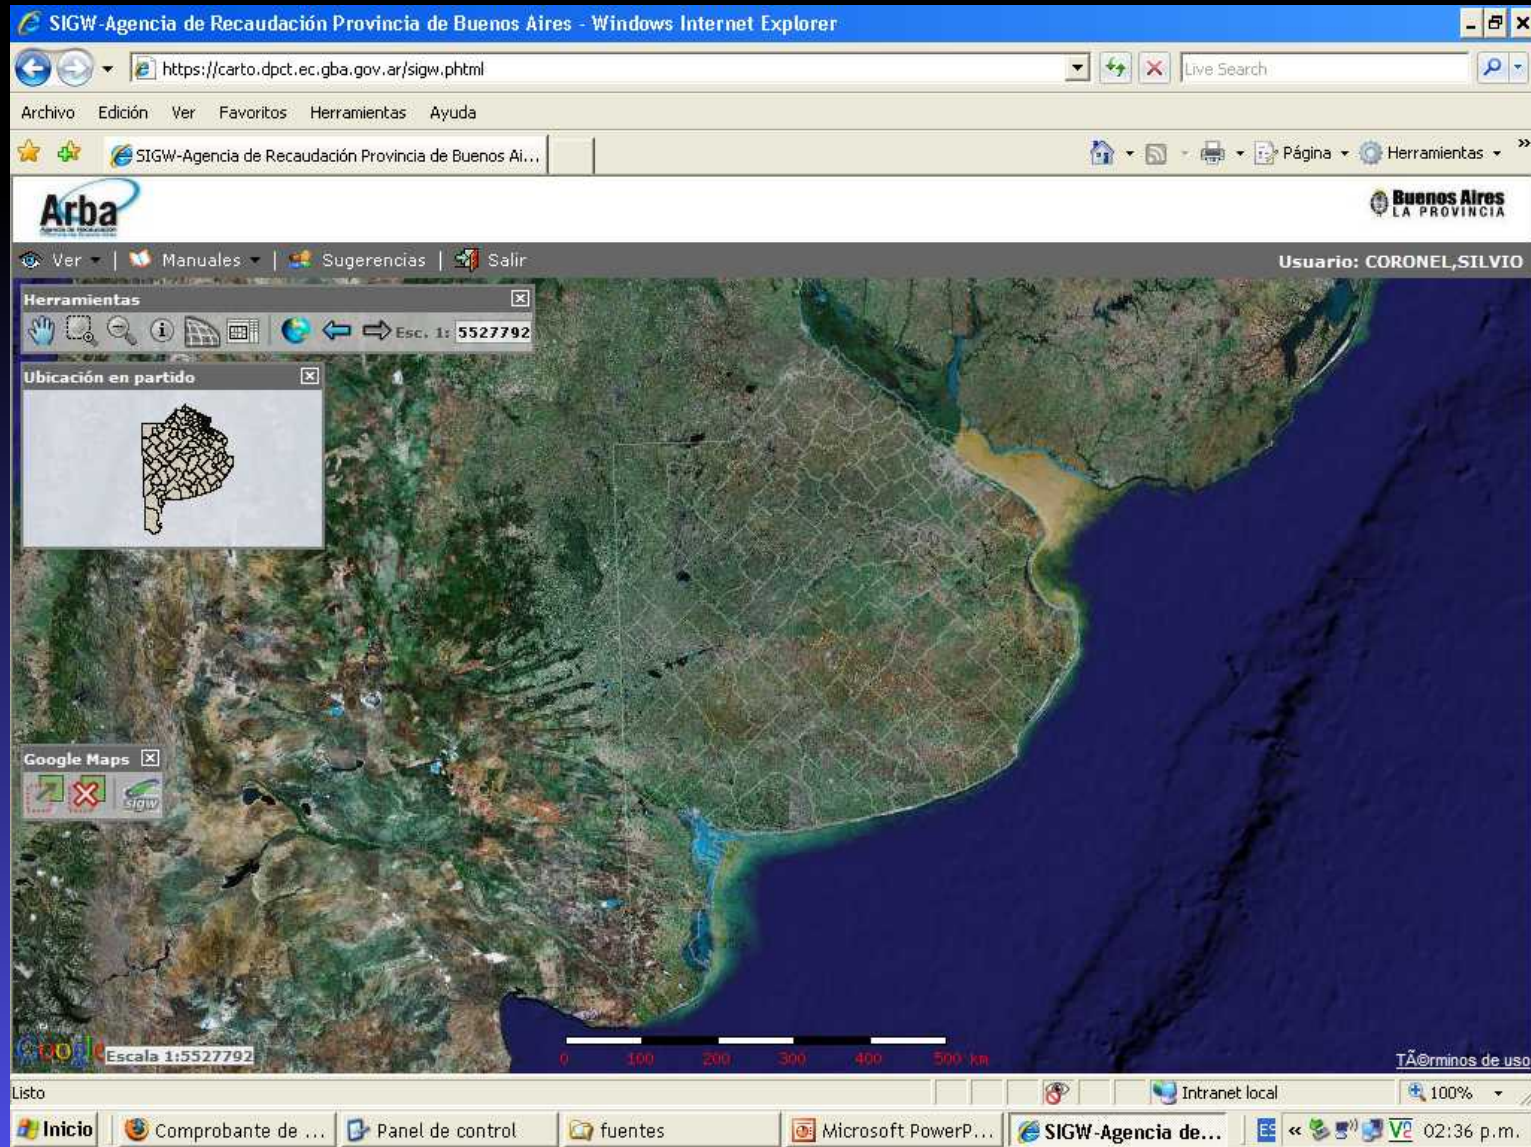 SIGW-Agencia de Recaudación Provincia de Buenos Aires - Windows Internet Explorer
https://carto.dpct.ec.gba.gov.ar/sigw.phtml
Live Search
Archivo Edición Ver Favoritos Herramientas Ayuda
SIGW-Agencia de Recaudación Provincia de Buenos Ai...
Página Herramientas »
Arba
Buenos Aires
LA PROVINCIA
Ver | Manuales | Sugerencias | Salir
Usuario: CORONEL,SILVIO
Herramientas
Esc. 1: 5527792
Ubicación en partido
Google Maps
sigw
Google
Escala 1:5527792
0 100 200 300 400 500 km
TÃ©rminos de uso
Listo
Intranet local
100%
Inicio
Comprobante de ...
Panel de control
fuentes
Microsoft PowerP...
SIGW-Agencia de...
ES
«
02:36 p.m.